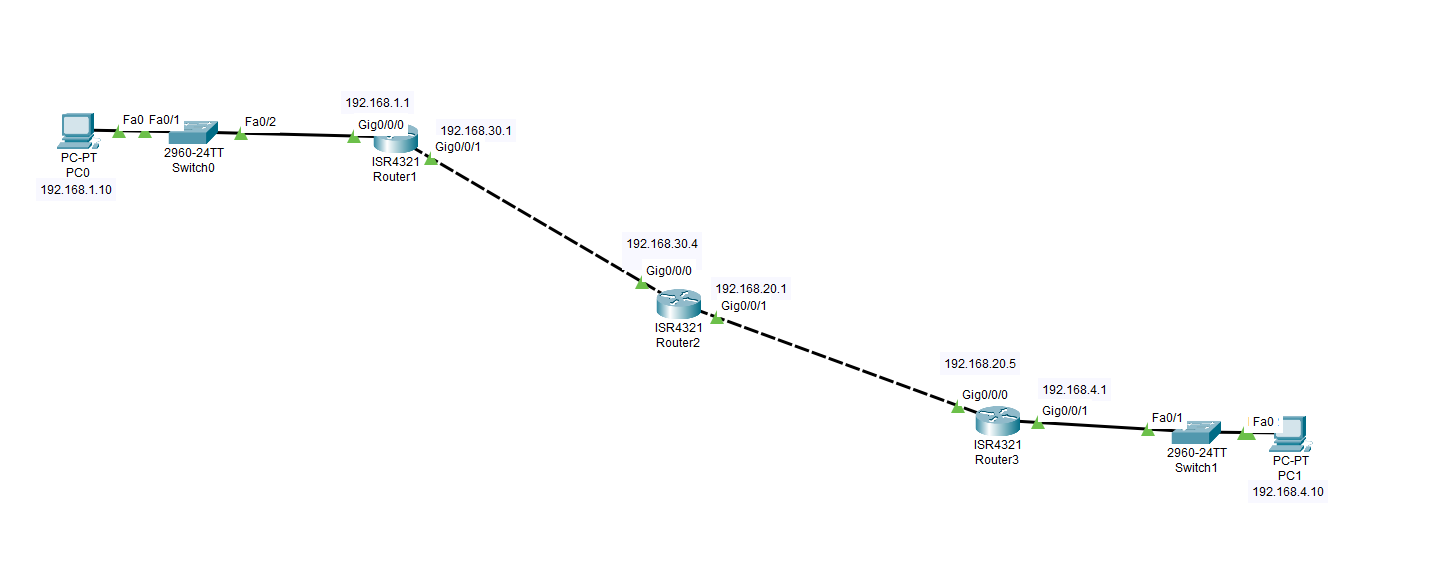 192.168.1.1
Fa0 Fa0/1
Fa0/2
Gig0/0/0
192.168.30.1
Gig0/0/1
2960-24TT
Switch0
PC-PT
PC0
192.168.1.10
ISR4321
Router1
192.168.30.4
Gig0/0/0
192.168.20.1
Gig0/0/1
ISR4321
Router2
192.168.20.5
Gig0/0/0
192.168.4.1
Gig0/0/1
Fa0/1
Fa0
ISR4321
Router3
2960-24TT
Switch1
PC-PT
PC1
192.168.4.10